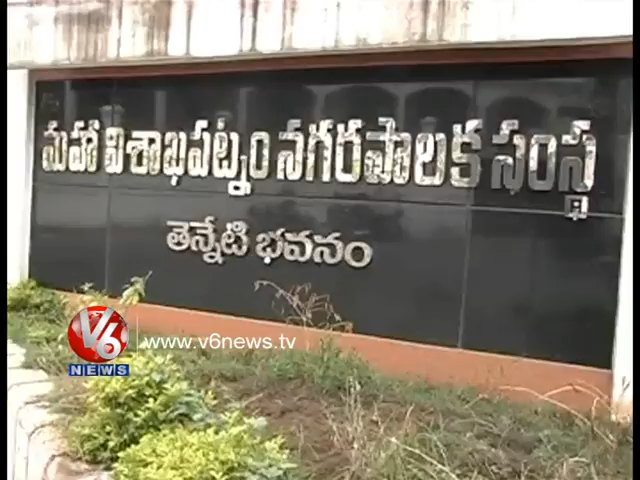 మహా విశాఖపట్నం నగరపాలక సంస్థ
తెన్నేటి భవనం
V6 www.v6news.tv
NEWS